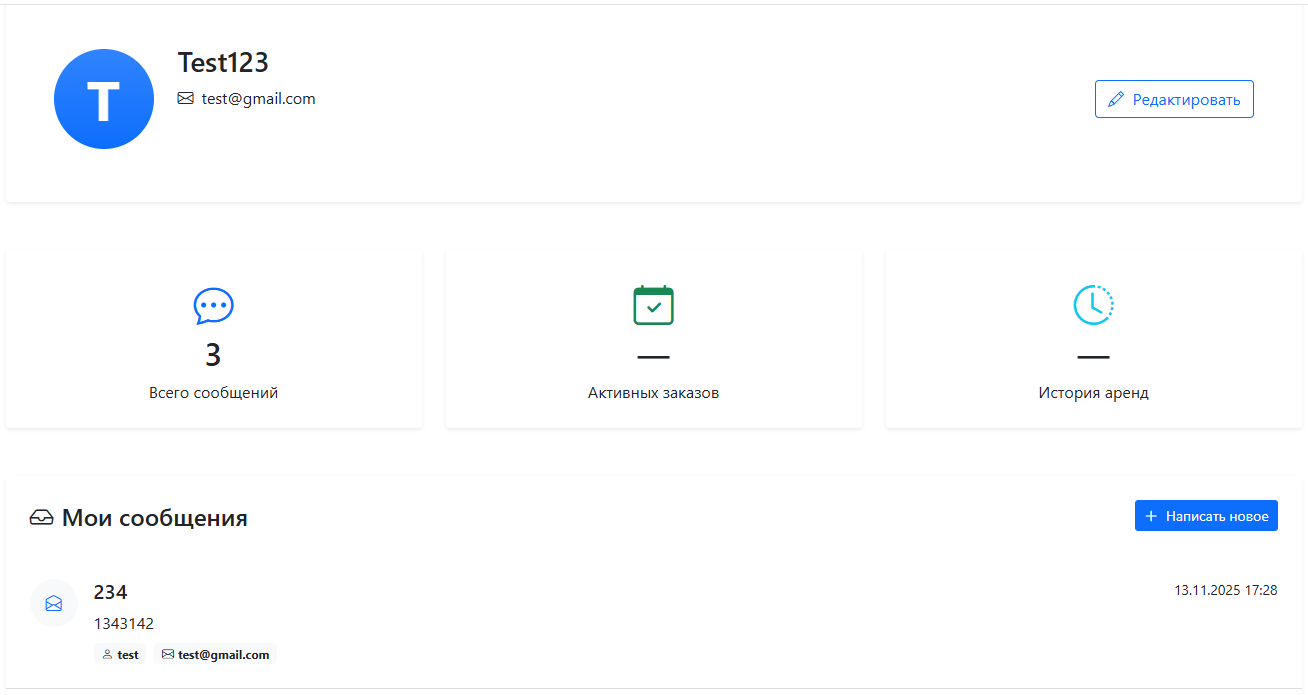 T
Test123
test@gmail.com
Редактировать
3
Всего сообщений
—
Активных заказов
—
История аренд
Мои сообщения
Написать новое
234
13.11.2025 17:28
1343142
test test@gmail.com